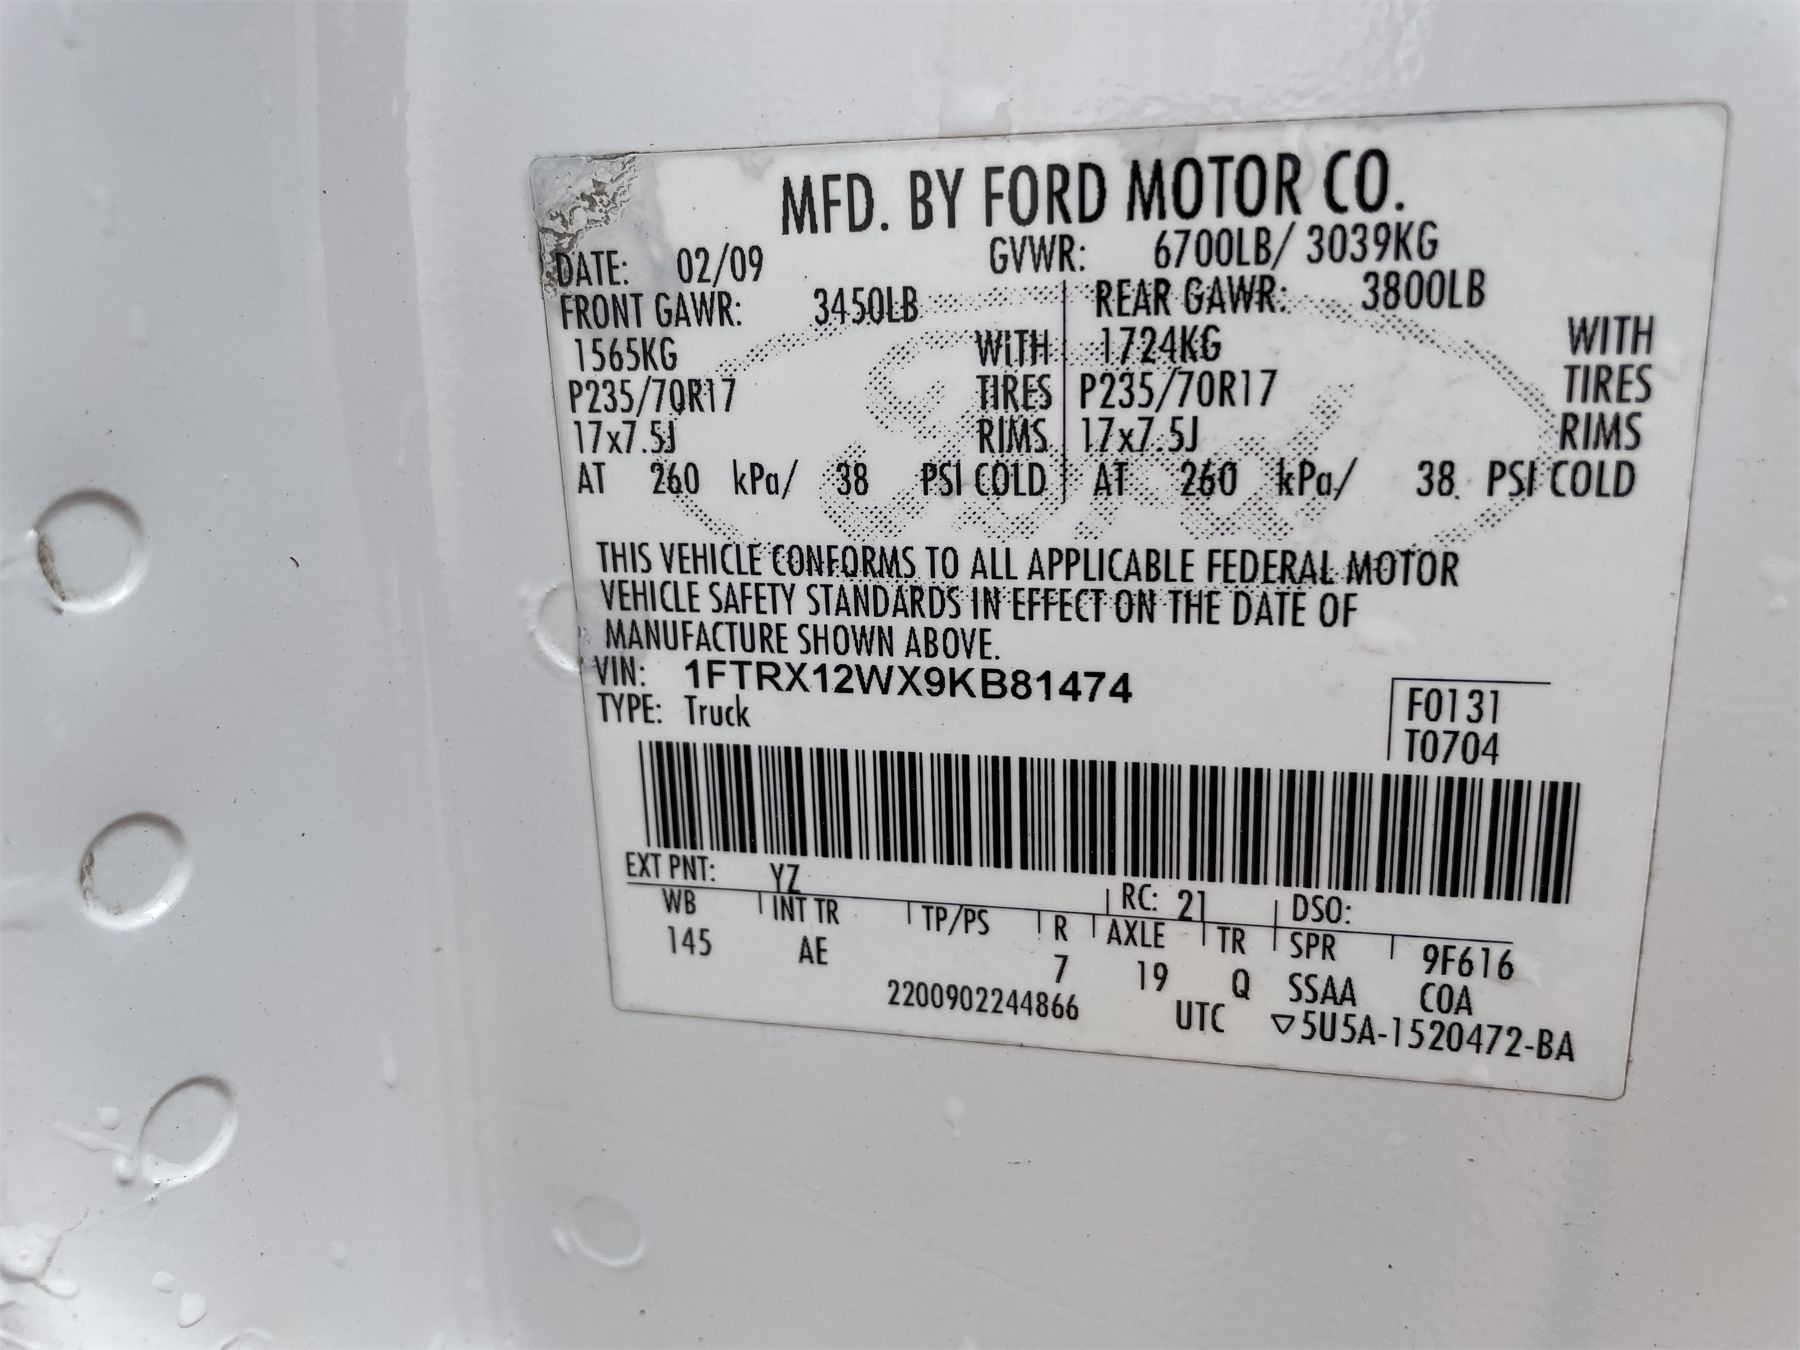 MFD. BY FORD MOTOR CO.
DATE: 02/09 GVWR: 6700LB/ 3039KG
FRONT GAWR: 3450LB REAR GAWR: 3800LB
1565KG WITH 1724KG WITH
P235/70R17 TIRES P235/70R17 TIRES
17x7.5J RIMS 17x7.5J RIMS
AT 260 kPa/ 38 PSI COLD AT 260 kPa/ 38 PSI COLD
Ford
THIS VEHICLE CONFORMS TO ALL APPLICABLE FEDERAL MOTOR
VEHICLE SAFETY STANDARDS IN EFFECT ON THE DATE OF
MANUFACTURE SHOWN ABOVE.
VIN: 1FTRX12WX9KB81474
TYPE: Truck
F0131
T0704
EXT PNT: YZ RC: 21 DSO:
WB INT TR TP/PS R AXLE TR SPR 9F616
145 AE 7 19 Q SSAA COA
2200902244866 UTC ▽5U5A-1520472-BA